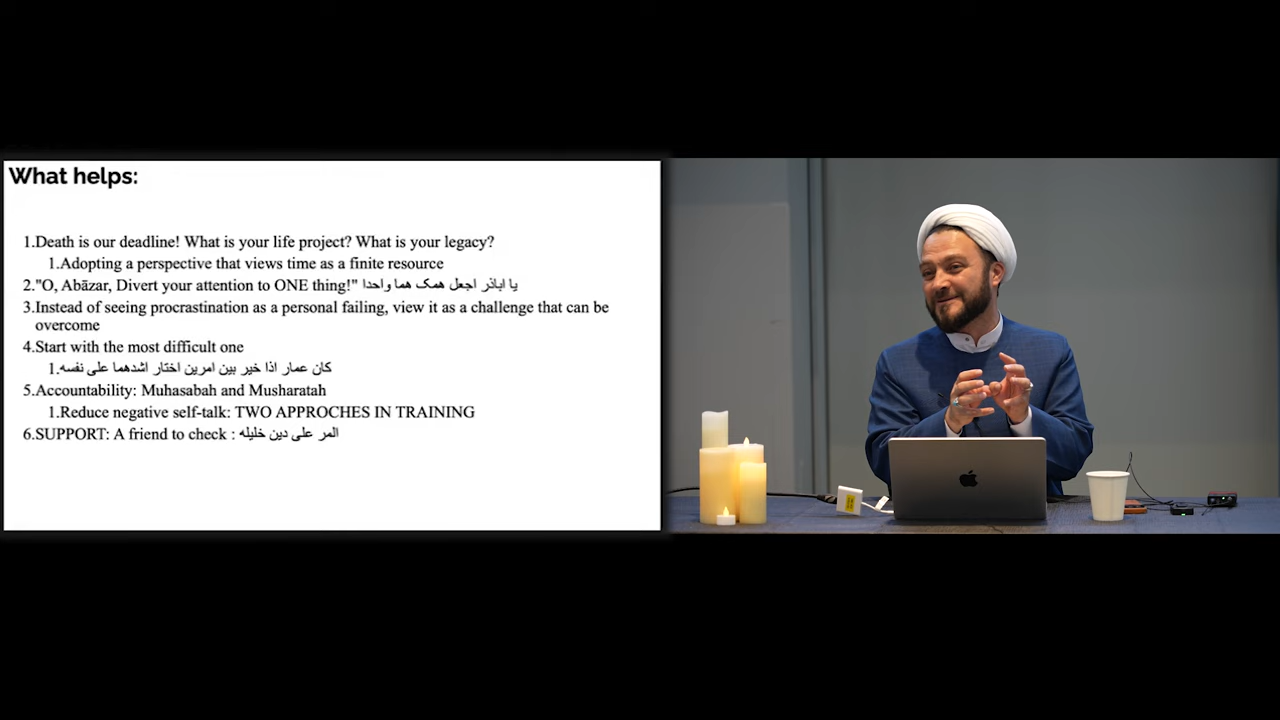 What helps:
1.Death is our deadline! What is your life project? What is your legacy?
1.Adopting a perspective that views time as a finite resource
2."O, Abāzar, Divert your attention to ONE thing!" یا اباذر اجعل همک هما واحدا
3.Instead of seeing procrastination as a personal failing, view it as a challenge that can be
overcome
4.Start with the most difficult one
1.کان عمار اذا خیر بین امرین اختار اشدهما علی نفسه
5.Accountability: Muhasabah and Musharatah
1.Reduce negative self-talk: TWO APPROCHES IN TRAINING
6.SUPPORT: A friend to check : المر علی دین خلیله